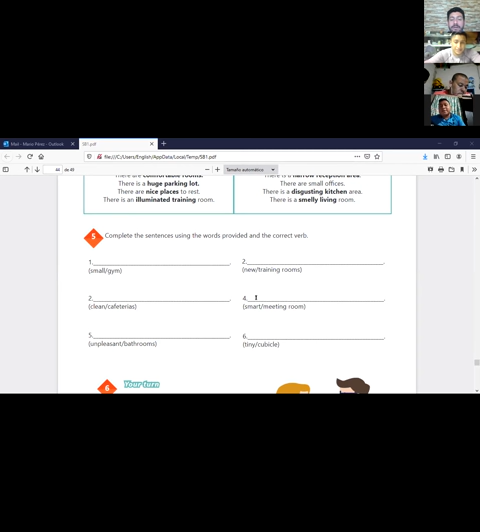 Mail - Mario Pérez - Outlook
SB1.pdf
file:///C:/Users/English/AppData/Local/Temp/SB1.pdf
44 de 49
Tamaño automático
There are comfortable rooms.
There is a narrow reception area.
There is a huge parking lot.
There are small offices.
There are nice places to rest.
There is a disgusting kitchen area.
There is an illuminated training room.
There is a smelly living room.
5 Complete the sentences using the words provided and the correct verb.
1.
2.
(small/gym)
(new/training rooms)
2.
4.
(clean/cafeterias)
(smart/meeting room)
5.
6.
(unpleasant/bathrooms)
(tiny/cubicle)
6 Your turn